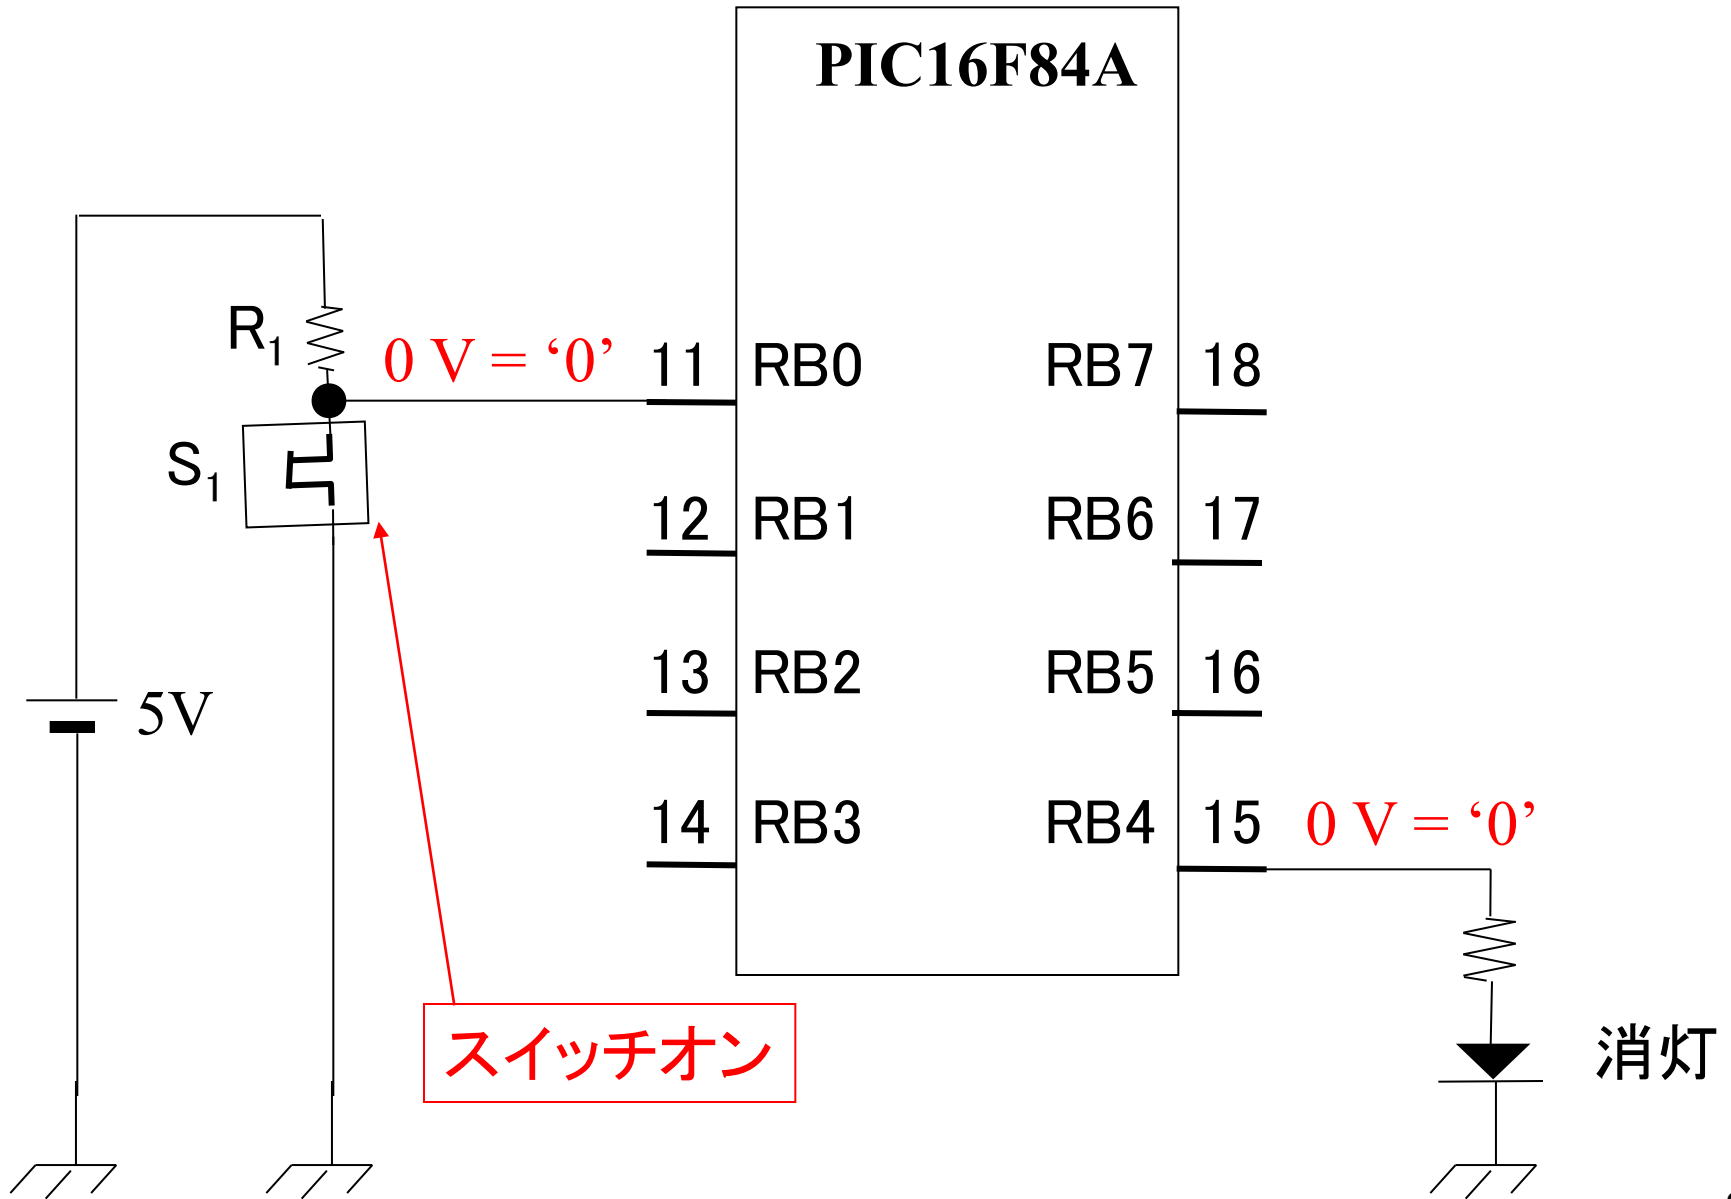 PIC16F84A
R1
0 V = ‘0’
11 RB0 RB7 18
S1
12 RB1 RB6 17
13 RB2 RB5 16
5V
14 RB3 RB4 15
0 V = ‘0’
スイッチオン
消灯